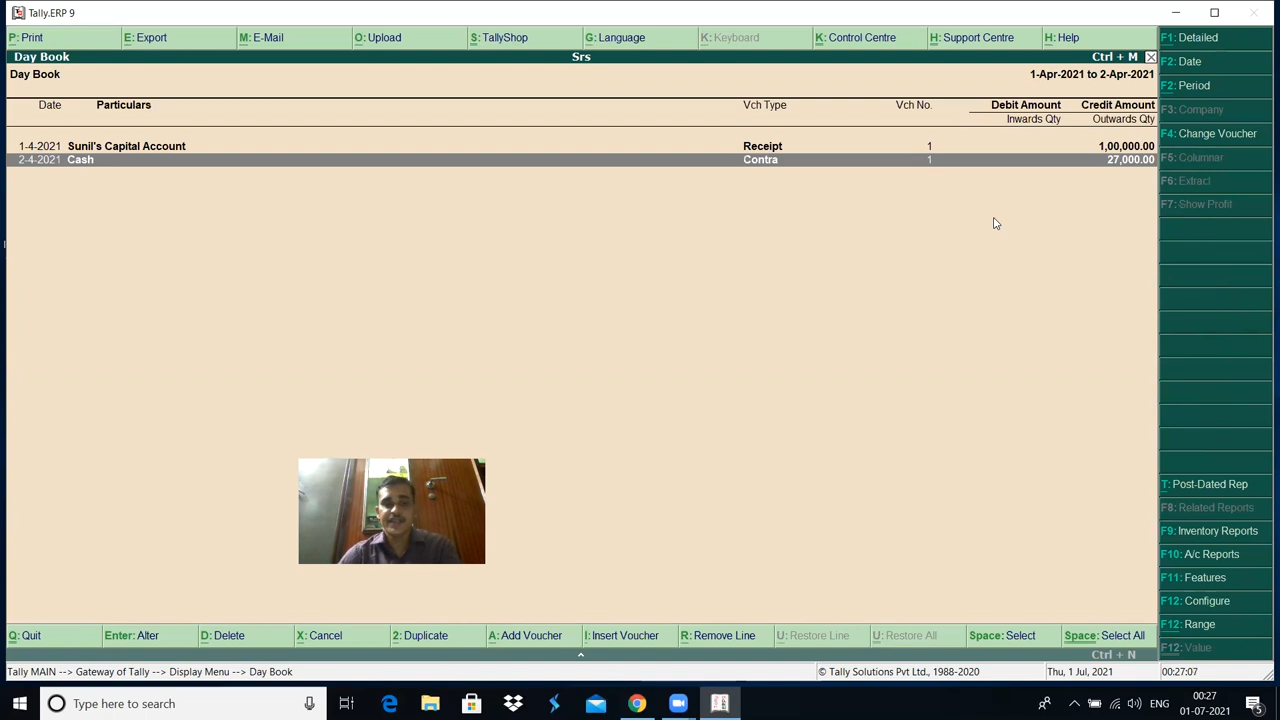 Tally.ERP 9
P: Print E: Export M: E-Mail O: Upload S: TallyShop G: Language K: Keyboard K: Control Centre H: Support Centre H: Help
Day Book Srs Ctrl + M
Day Book
1-Apr-2021 to 2-Apr-2021
Date Particulars Vch Type Vch No. Debit Amount Credit Amount
Inwards Qty Outwards Qty
1-4-2021 Sunil's Capital Account Receipt 1 1,00,000.00
2-4-2021 Cash Contra 1 27,000.00
F1: Detailed
F2: Date
F2: Period
F3: Company
F4: Change Voucher
F5: Columnar
F6: Extract
F7: Show Profit
T: Post-Dated Rep
F8: Related Reports
F9: Inventory Reports
F10: A/c Reports
F11: Features
F12: Configure
F12: Range
F12: Value
Q: Quit Enter: Alter D: Delete X: Cancel 2: Duplicate A: Add Voucher I: Insert Voucher R: Remove Line U: Restore Line U: Restore All Space: Select Space: Select All
Ctrl + N
Tally MAIN --> Gateway of Tally --> Display Menu --> Day Book © Tally Solutions Pvt Ltd., 1988-2020 Thu, 1 Jul, 2021 00:27:07
Type here to search ENG 00:27
01-07-2021 5